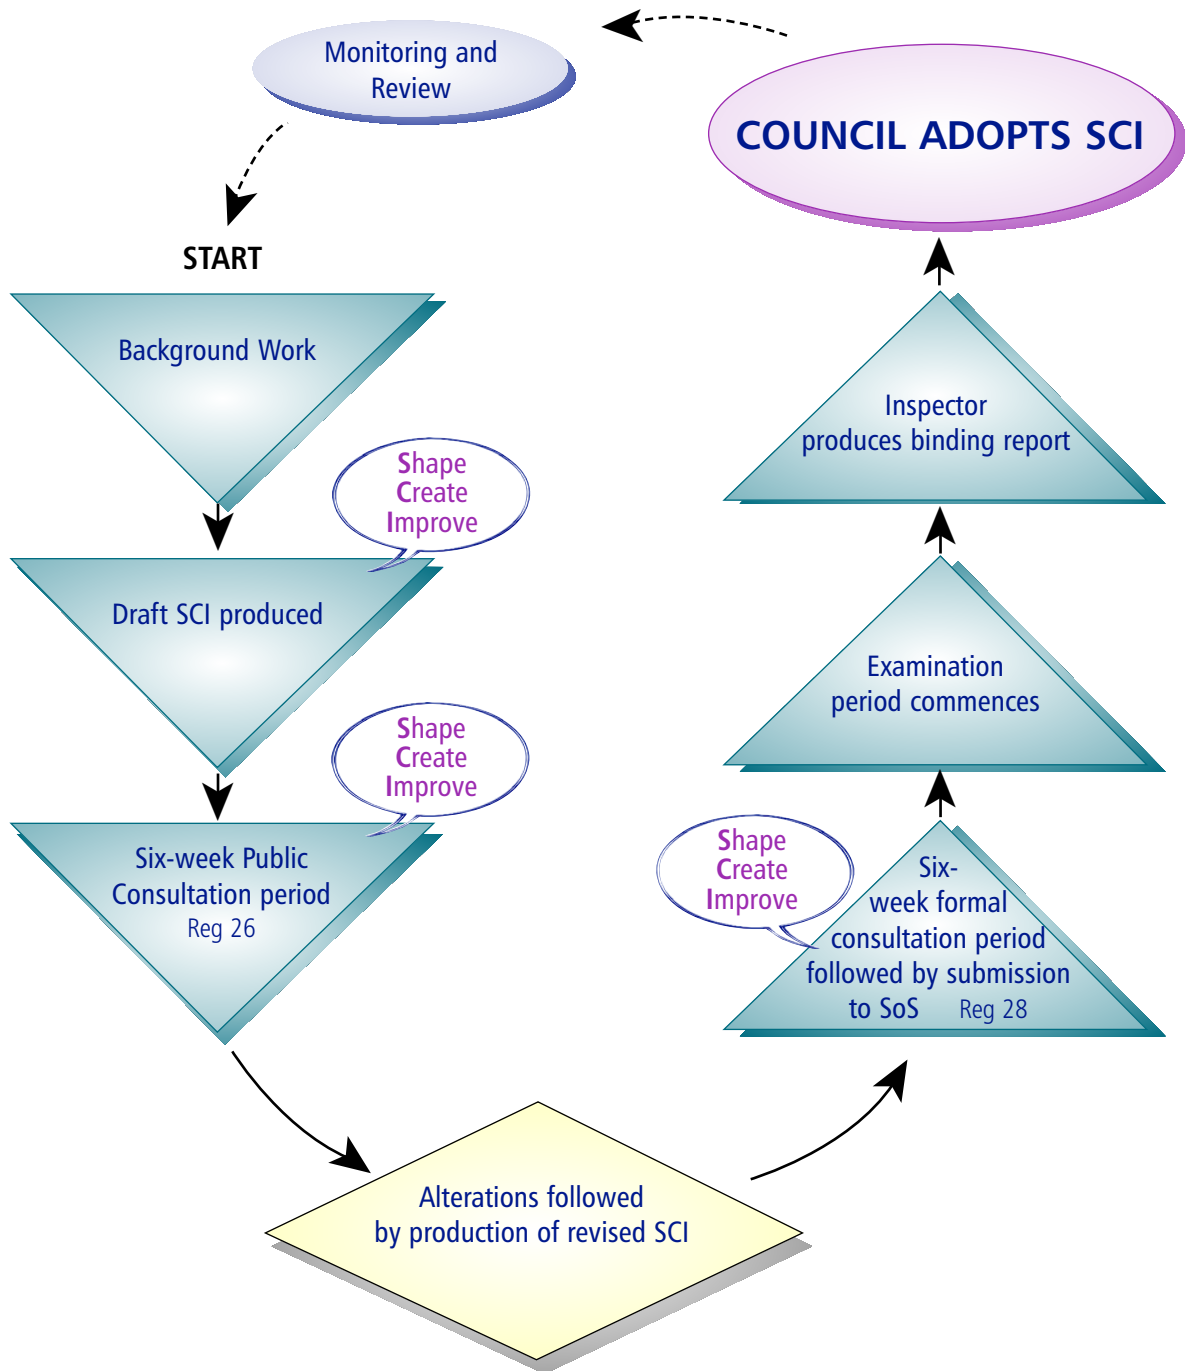 Monitoring and
Review
COUNCIL ADOPTS SCI
START
Background Work
Shape
Create
Improve
Draft SCI produced
Shape
Create
Improve
Six-week Public
Consultation period
Reg 26
Alterations followed
by production of revised SCI
Shape
Create
Improve
Six-
week formal
consultation period
followed by submission
to SoS Reg 28
Examination
period commences
Inspector
produces binding report